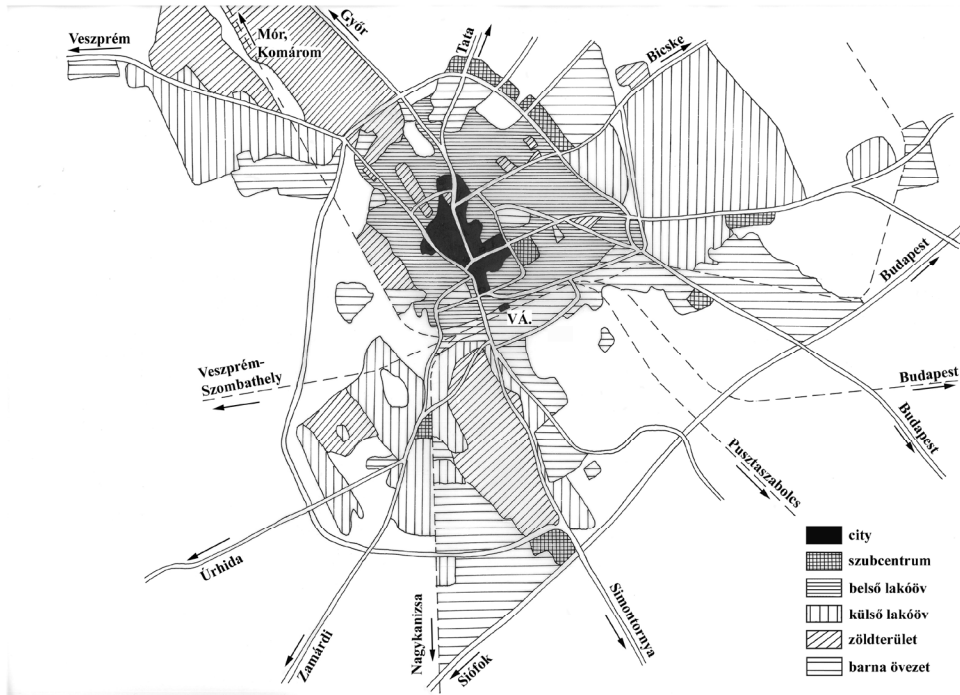 Győr
Veszprém
Mór,
Komárom
Tata
Bicske
Budapest
VÁ.
Veszprém-
Szombathely
Budapest
Budapest
Pusztaszabolcs
Úrhida
Zamárdi
Nagykanizsa
Siófok
Simontornya
city
szubcentrum
belső lakóöv
külső lakóöv
zöldterület
barna övezet